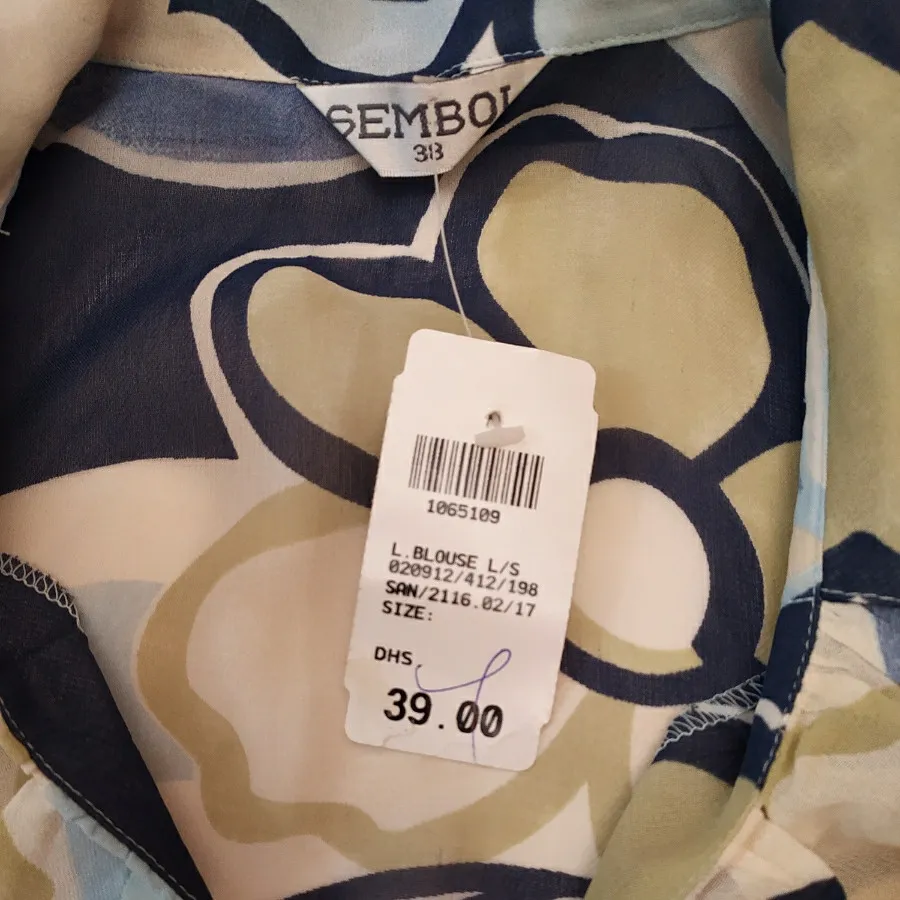 SEMBOL
38
1065109
L.BLOUSE L/S
020912/412/198
SAN/2116.02/17
SIZE:
DHS.
39.00